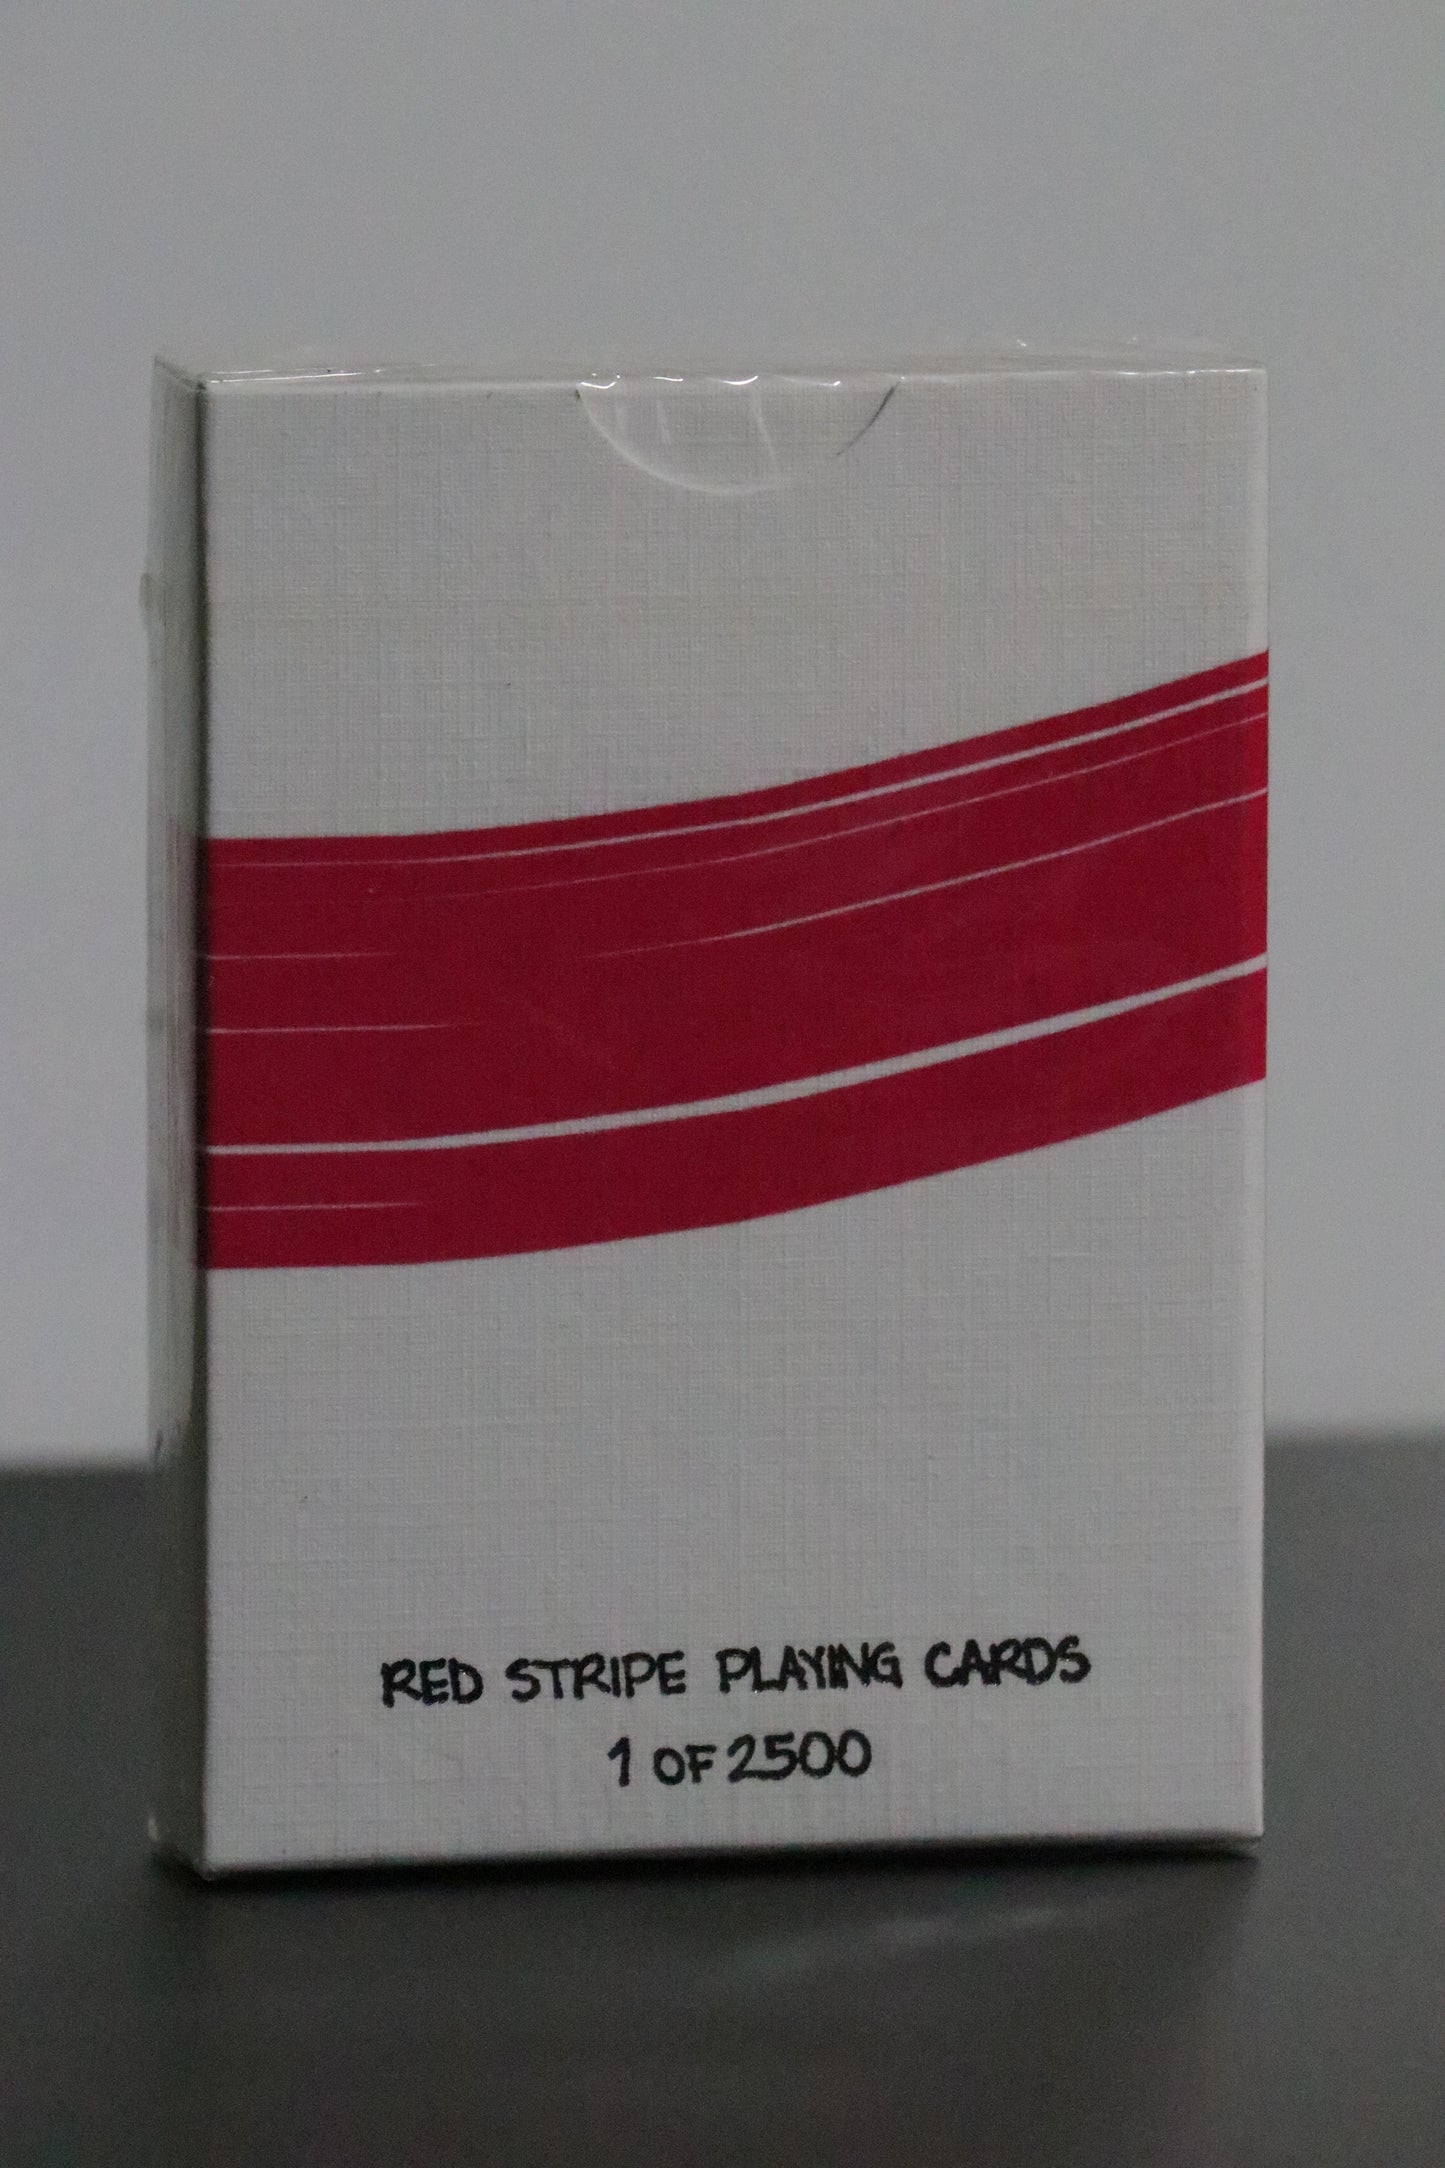 RED STRIPE PLAYING CARDS
1 OF 2500